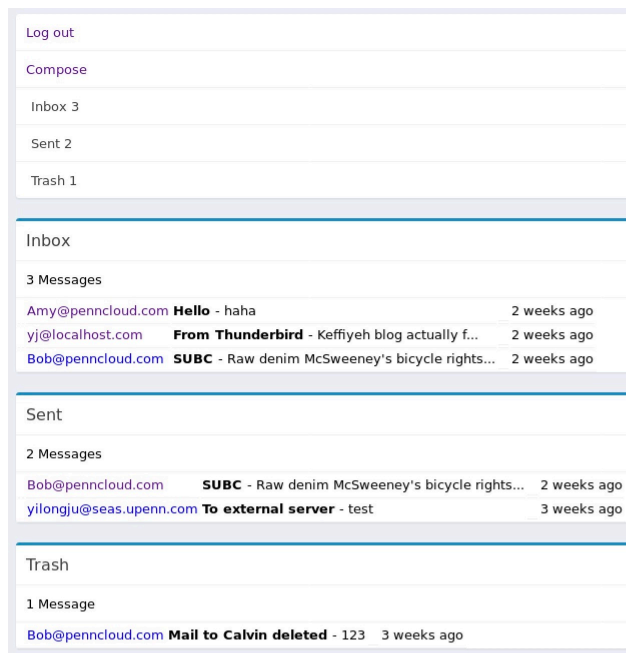 Log out
Compose
Inbox 3
Sent 2
Trash 1
Inbox
3 Messages
Amy@penncloud.com Hello - haha 2 weeks ago
yj@localhost.com From Thunderbird - Keffiyeh blog actually f... 2 weeks ago
Bob@penncloud.com SUBC - Raw denim McSweeney's bicycle rights... 2 weeks ago
Sent
2 Messages
Bob@penncloud.com SUBC - Raw denim McSweeney's bicycle rights... 2 weeks ago
yilongju@seas.upenn.com To external server - test 3 weeks ago
Trash
1 Message
Bob@penncloud.com Mail to Calvin deleted - 123 3 weeks ago